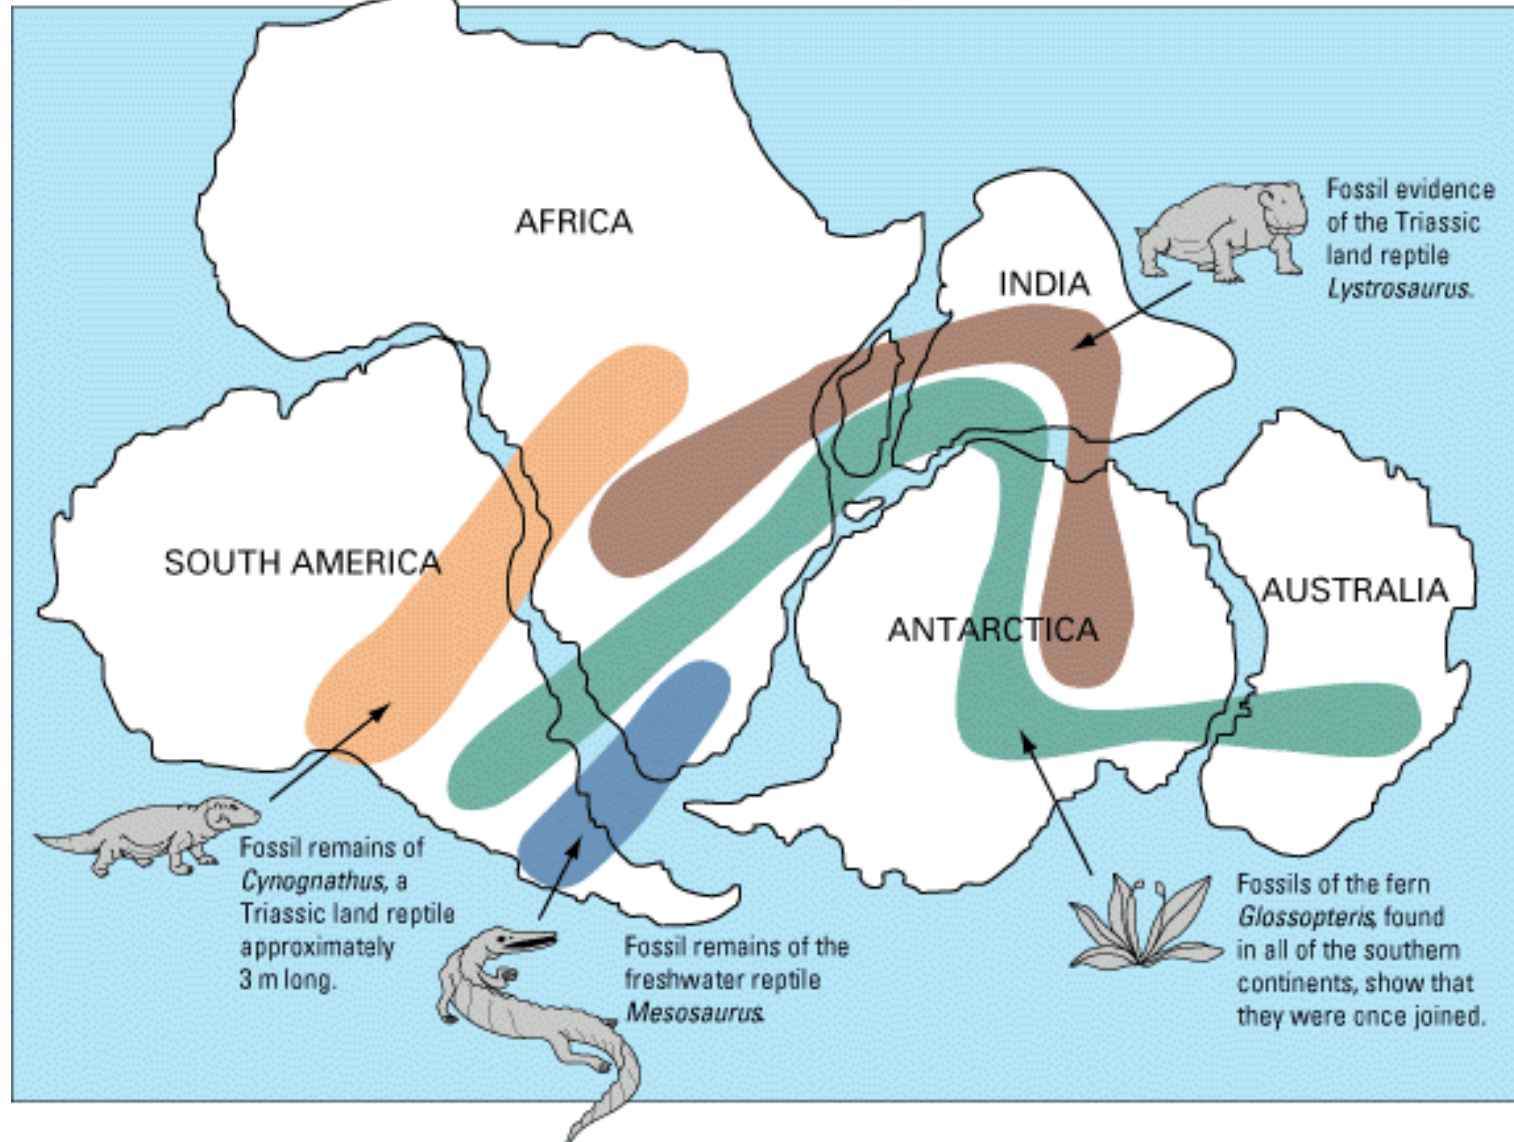 AFRICA
INDIA
Fossil evidence
of the Triassic
land reptile
Lystrosaurus.
SOUTH AMERICA
ANTARCTICA
AUSTRALIA
Fossil remains of
Cynognathus, a
Triassic land reptile
approximately
3 m long.
Fossil remains of the
freshwater reptile
Mesosaurus.
Fossils of the fern
Glossopteris, found
in all of the southern
continents, show that
they were once joined.